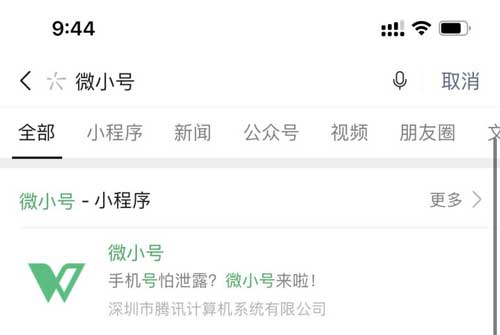 9:44
微小号 取消
全部 小程序 新闻 公众号 视频 朋友圈
微小号 - 小程序 更多
微小号
手机号怕泄露？微小号来啦！
深圳市腾讯计算机系统有限公司